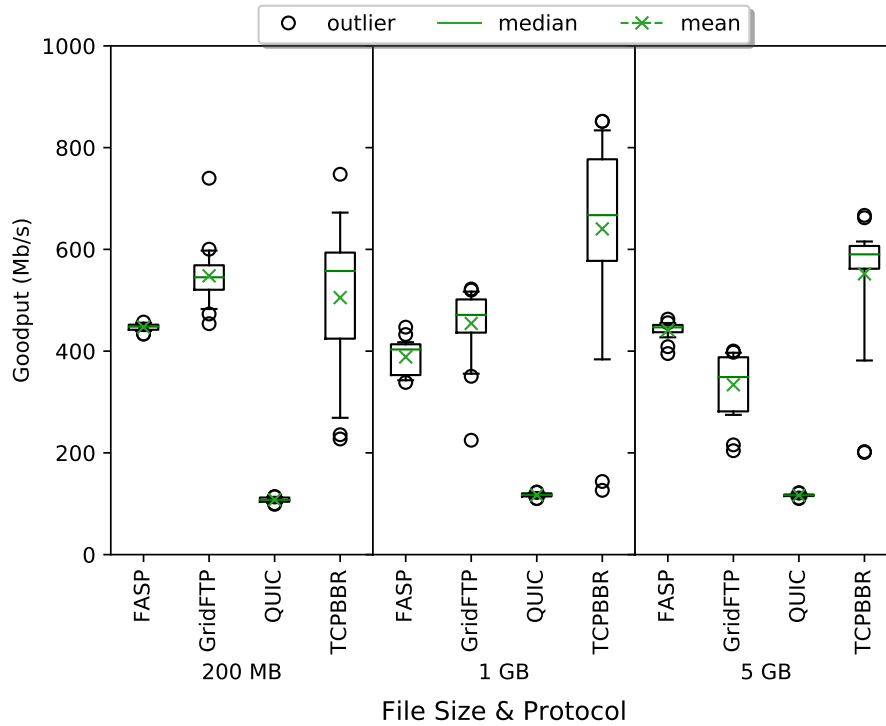 outlier median mean
Goodput (Mb/s)
1000
800
600
400
200
0
FASP GridFTP QUIC TCPBBR FASP GridFTP QUIC TCPBBR FASP GridFTP QUIC TCPBBR
200 MB 1 GB 5 GB
File Size & Protocol